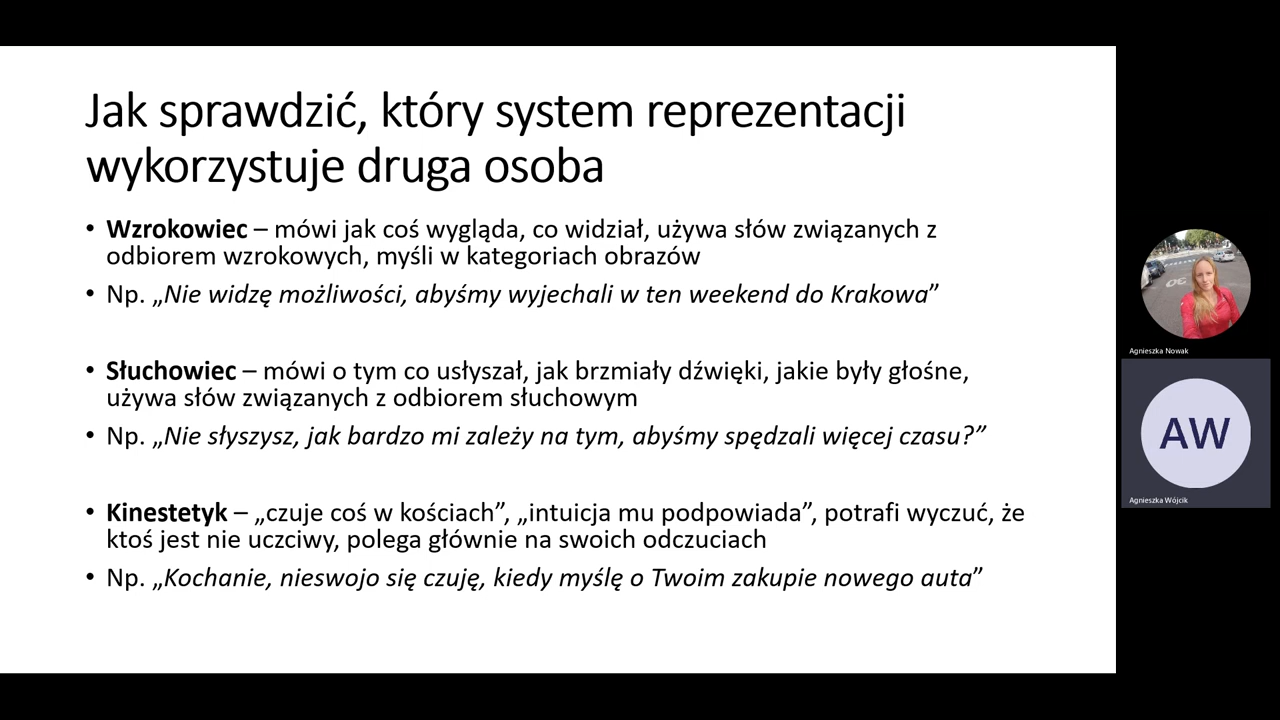 Jak sprawdzić, który system reprezentacji
wykorzystuje druga osoba
• Wzrokowiec – mówi jak coś wygląda, co widział, używa słów związanych z
odbiorem wzrokowych, myśli w kategoriach obrazów
• Np. „Nie widzę możliwości, abyśmy wyjechali w ten weekend do Krakowa”
• Słuchowiec – mówi o tym co usłyszał, jak brzmiały dźwięki, jakie były głośne,
używa słów związanych z odbiorem słuchowym
• Np. „Nie słyszysz, jak bardzo mi zależy na tym, abyśmy spędzali więcej czasu?”
• Kinestetyk – „czuje coś w kościach”, „intuicja mu podpowiada”, potrafi wyczuć, że
ktoś jest nie uczciwy, polega głównie na swoich odczuciach
• Np. „Kochanie, nieswojo się czuję, kiedy myślę o Twoim zakupie nowego auta”
Agnieszka Nowak
AW
Agnieszka Wójcik